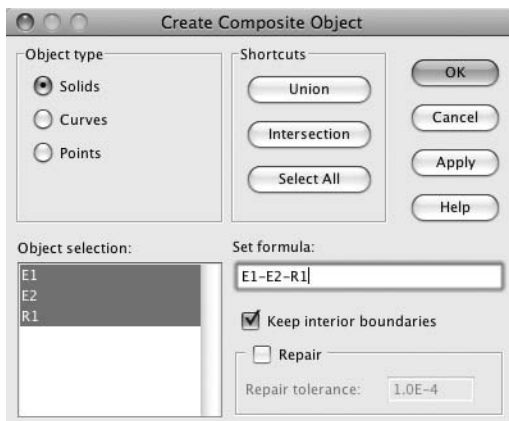 Create Composite Object
Object type
Solids
Curves
Points
Shortcuts
Union
Intersection
Select All
OK
Cancel
Apply
Help
Object selection:
E1
E2
R1
Set formula:
E1-E2-R1
Keep interior boundaries
Repair
Repair tolerance:
1.0E-4